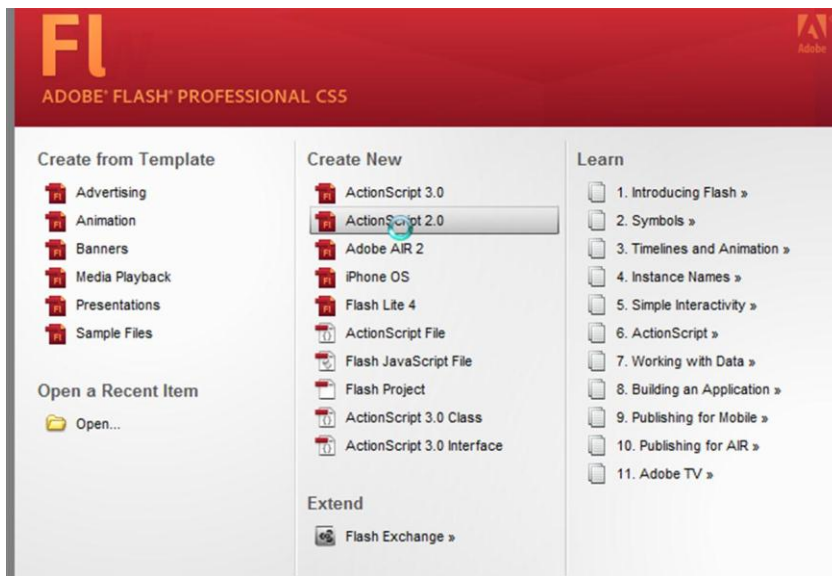 Fl
Adobe
ADOBE® FLASH® PROFESSIONAL CS5
Create from Template
Advertising
Animation
Banners
Media Playback
Presentations
Sample Files
Open a Recent Item
Open...
Create New
ActionScript 3.0
ActionScript 2.0
Adobe AIR 2
iPhone OS
Flash Lite 4
ActionScript File
Flash JavaScript File
Flash Project
ActionScript 3.0 Class
ActionScript 3.0 Interface
Extend
Flash Exchange »
Learn
1. Introducing Flash »
2. Symbols »
3. Timelines and Animation »
4. Instance Names »
5. Simple Interactivity »
6. ActionScript »
7. Working with Data »
8. Building an Application »
9. Publishing for Mobile »
10. Publishing for AIR »
11. Adobe TV »